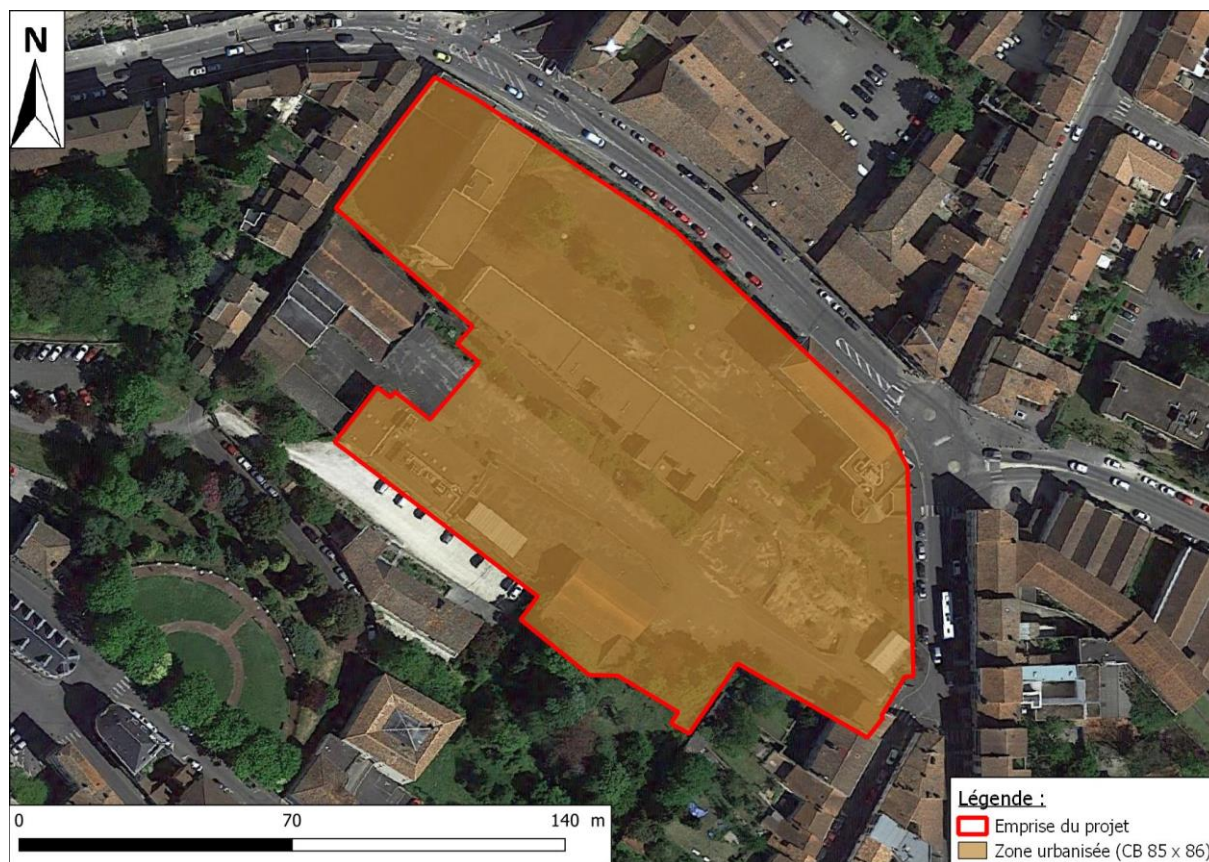 N
0 70 140 m
Légende :
Emprise du projet
Zone urbanisée (CB 85 x 86)